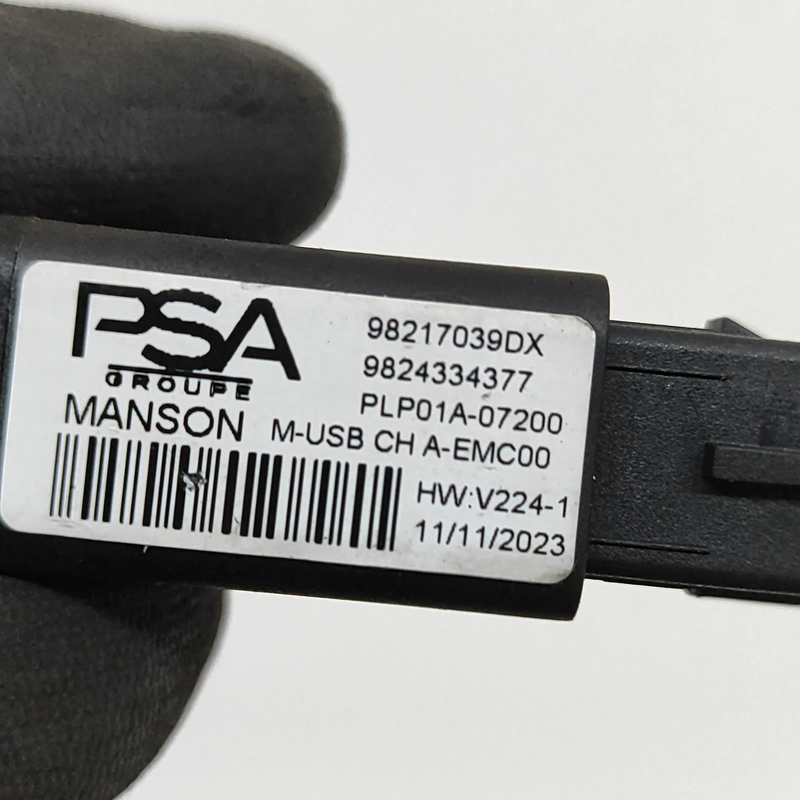 PSA
GROUPE
MANSON
98217039DX
9824334377
PLP01A-07200
M-USB CH A-EMC00
HW:V224-1
11/11/2023